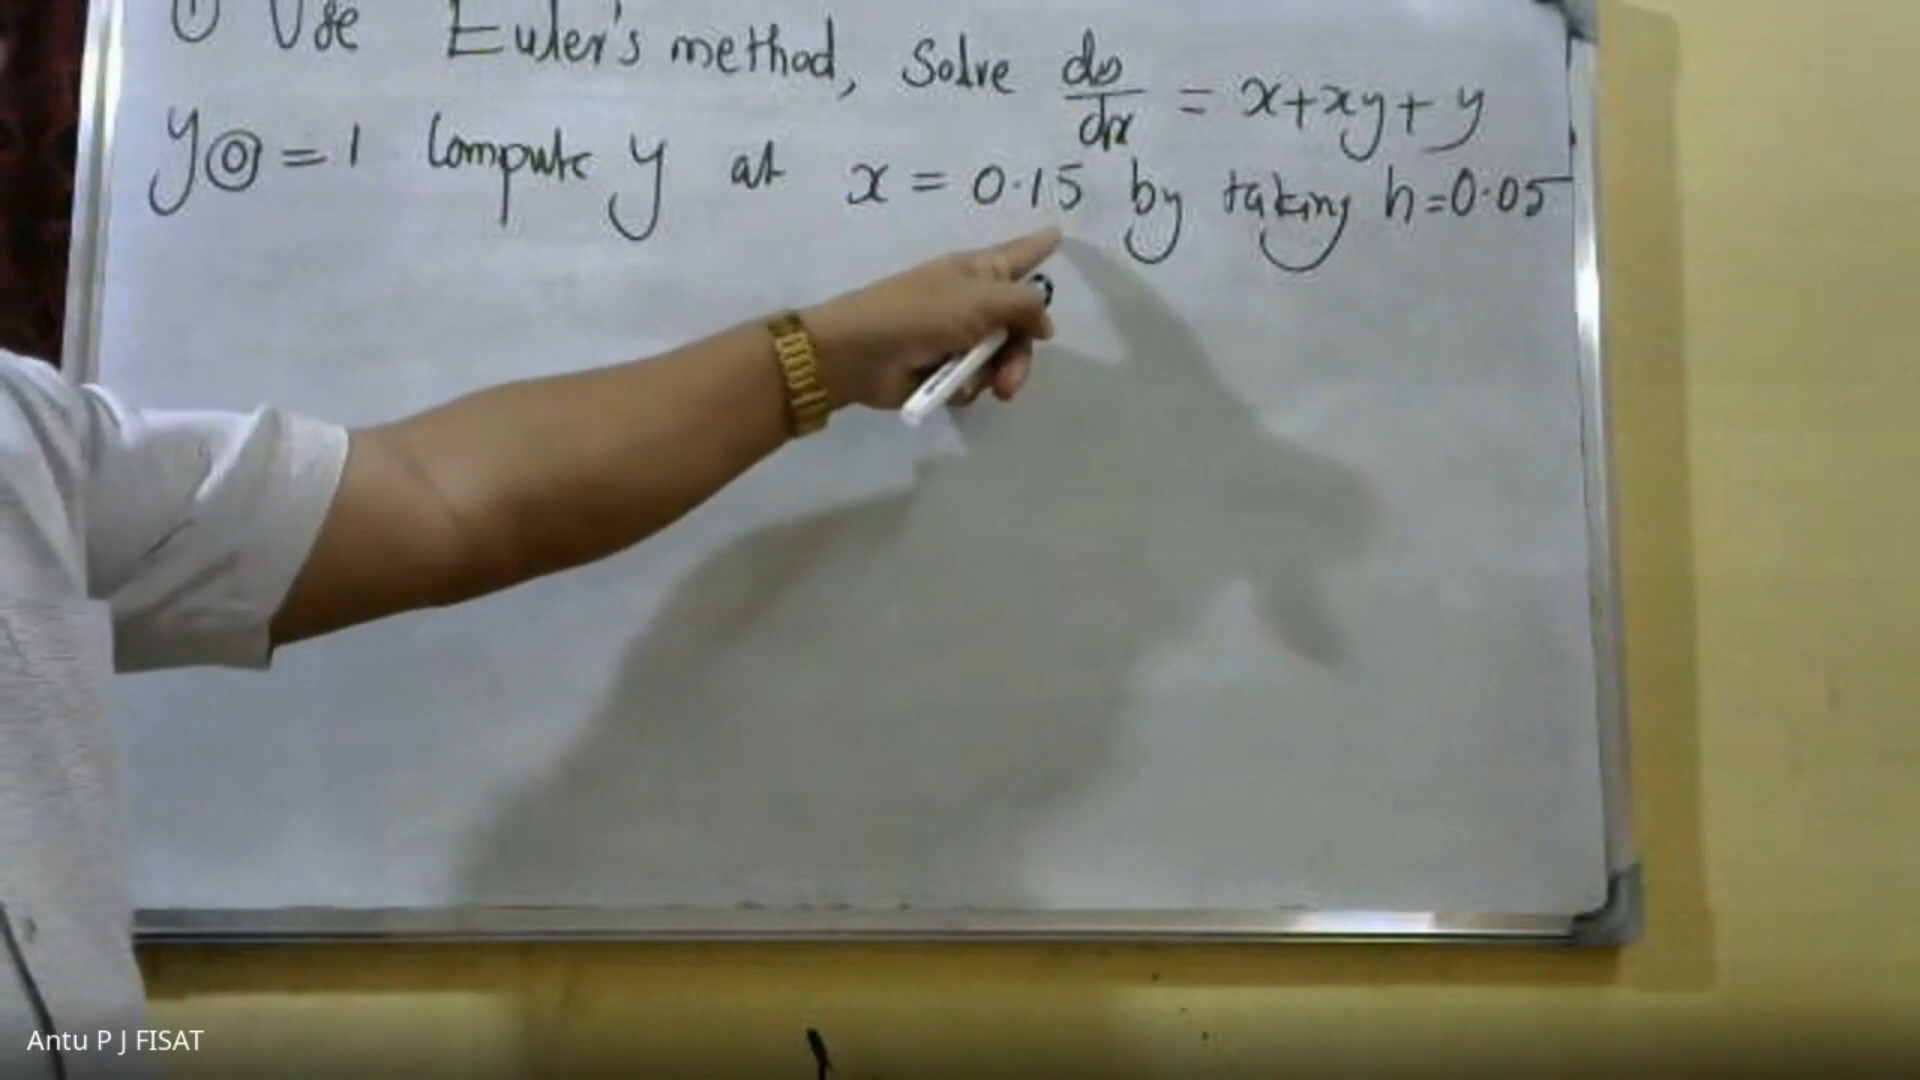 ① Use Euler's method, Solve dy/dx = x+xy+y
y(0) = 1 Compute y at x = 0.15 by taking h=0.05
Antu P J FISAT